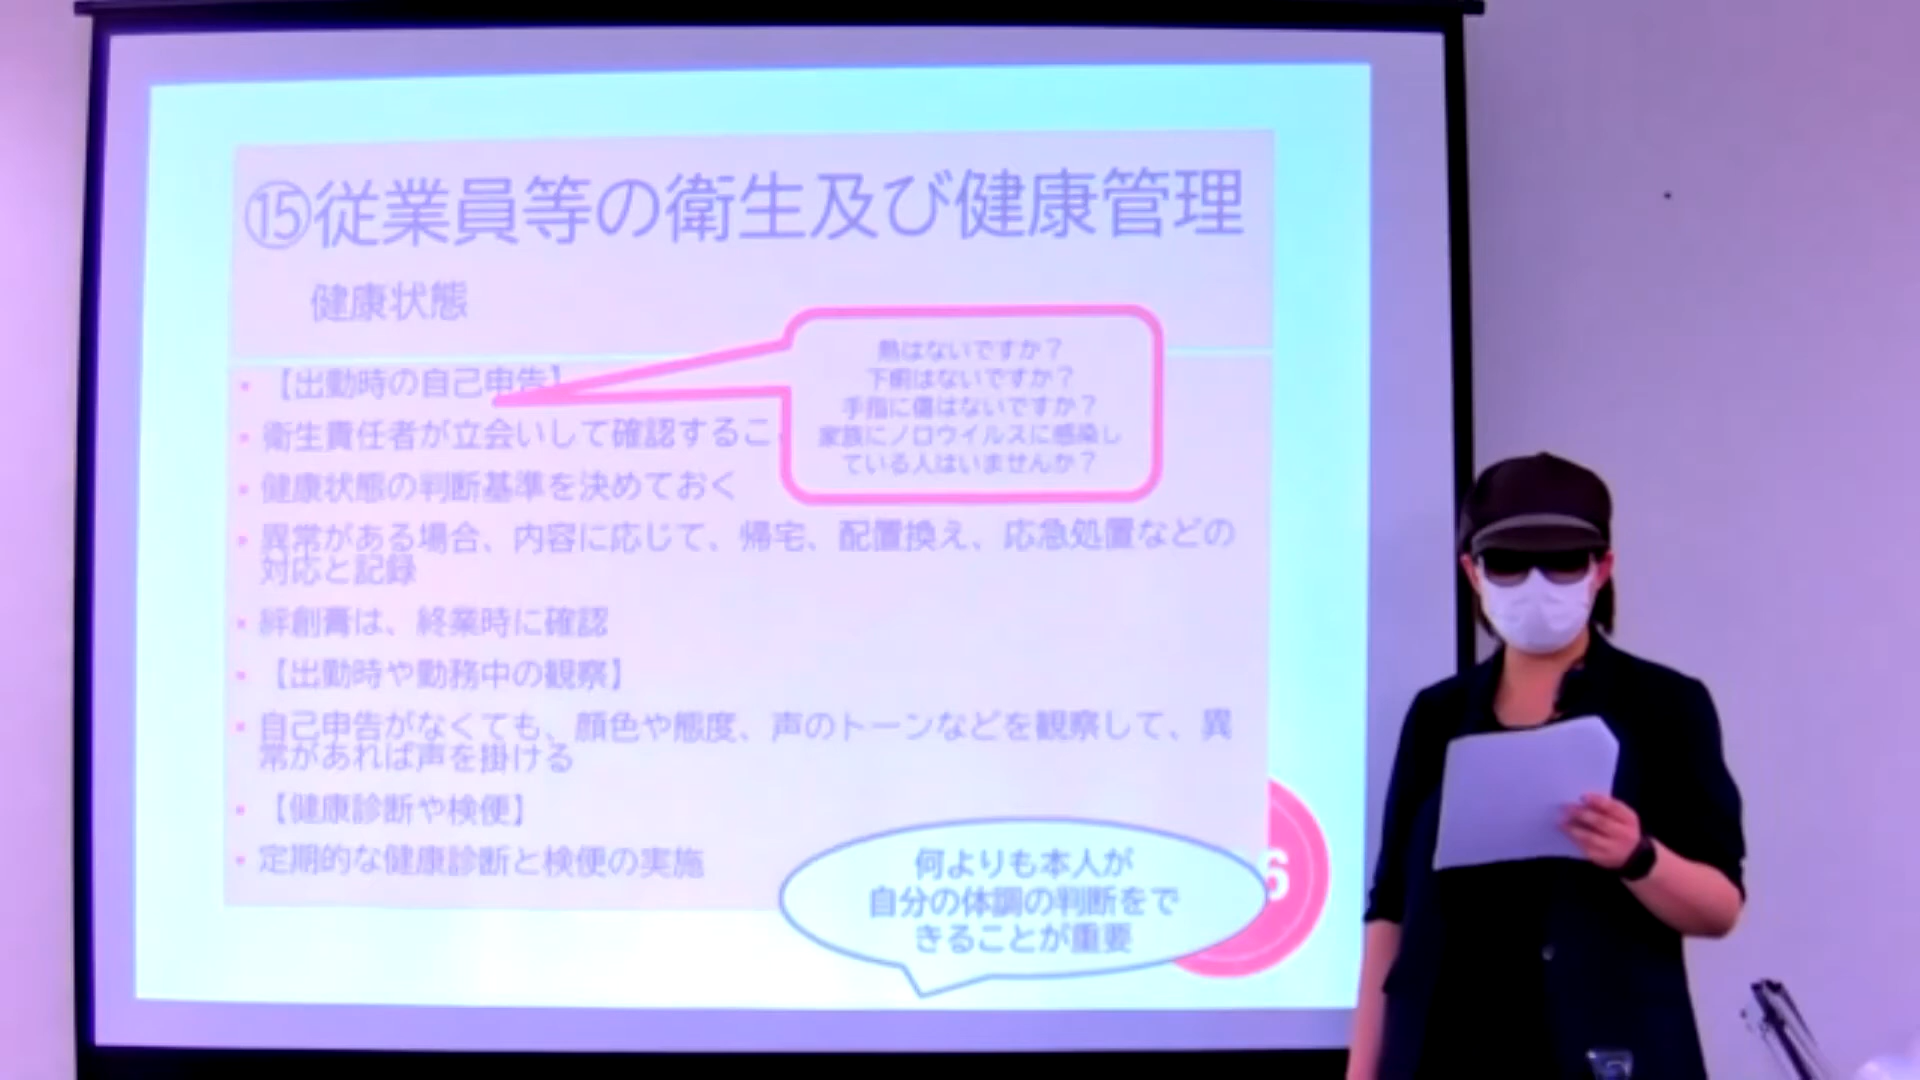 ⑮従業員等の衛生及び健康管理
健康状態
熱はないですか？
下痢はないですか？
手指に傷はないですか？
家族にノロウイルスに感染し
ている人はいませんか？
• 【出勤時の自己申告】
• 衛生責任者が立会いして確認するこ
• 健康状態の判断基準を決めておく
• 異常がある場合、内容に応じて、帰宅、配置換え、応急処置などの
対応と記録
• 絆創膏は、終業時に確認
• 【出勤時や勤務中の観察】
• 自己申告がなくても、顔色や態度、声のトーンなどを観察して、異
常があれば声を掛ける
• 【健康診断や検便】
• 定期的な健康診断と検便の実施
何よりも本人が
自分の体調の判断をで
きることが重要
6